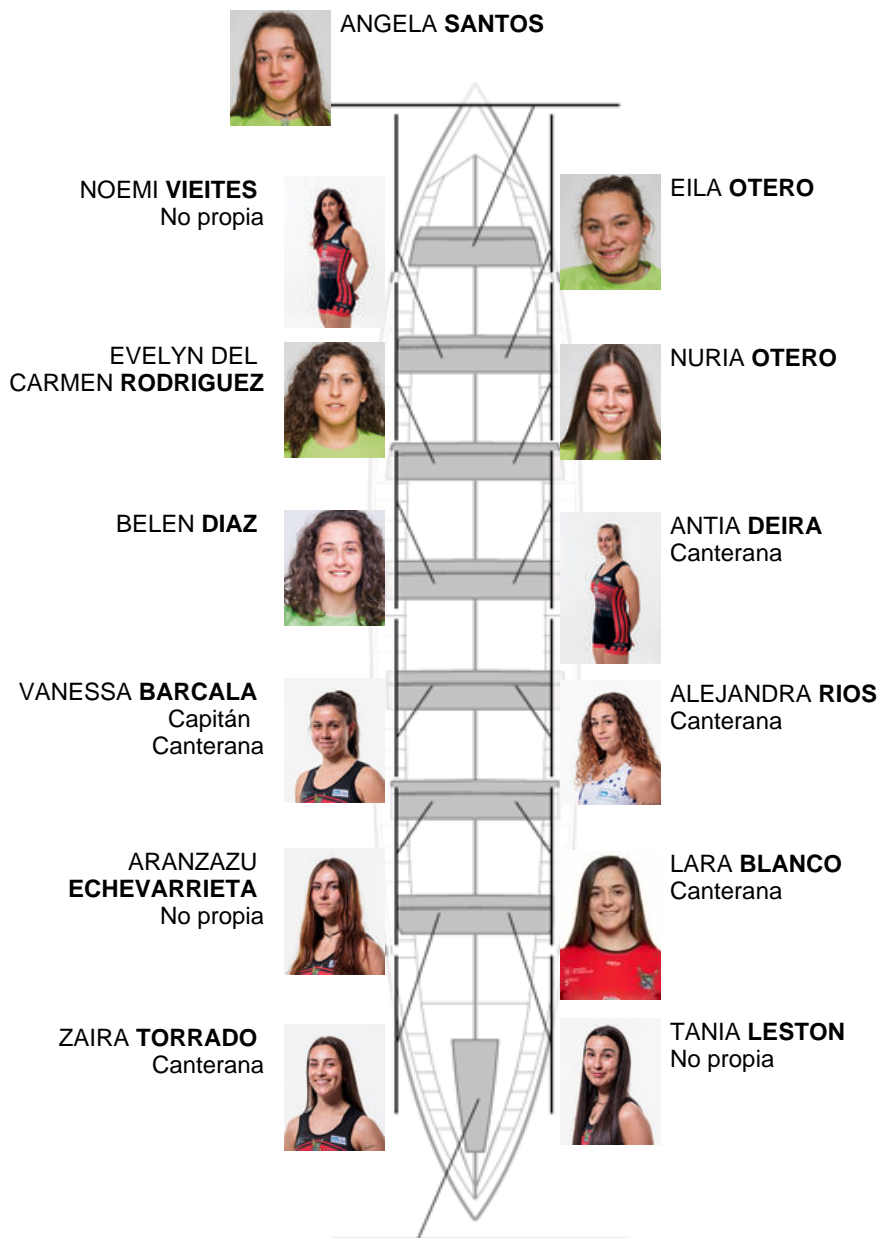 ANGELA SANTOS
NOEMI VIEITES
No propia
EILA OTERO
EVELYN DEL
CARMEN RODRIGUEZ
NURIA OTERO
BELEN DIAZ
ANTIA DEIRA
Canterana
VANESSA BARCALA
Capitán
Canterana
ALEJANDRA RIOS
Canterana
ARANZAZU
ECHEVARRIETA
No propia
LARA BLANCO
Canterana
ZAIRA TORRADO
Canterana
TANIA LESTON
No propia